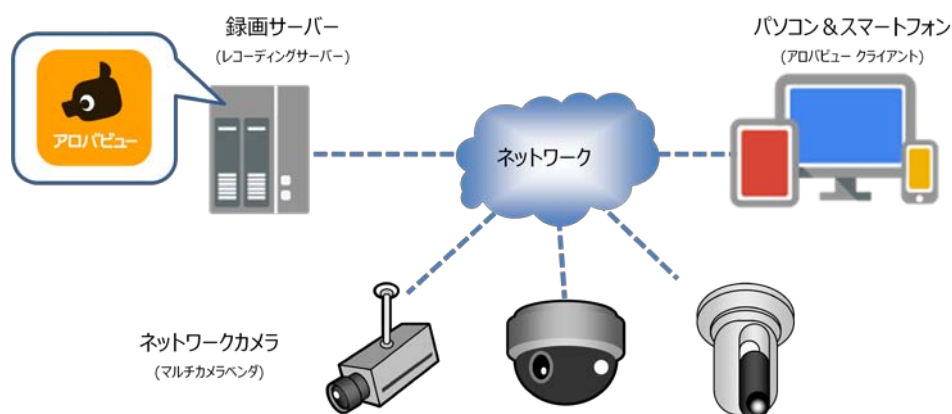 録画サーバー
(レコーディングサーバー)
パソコン＆スマートフォン
(アロバビュー クライアント)
アロバビュー
ネットワーク
ネットワークカメラ
(マルチカメラベンダ)